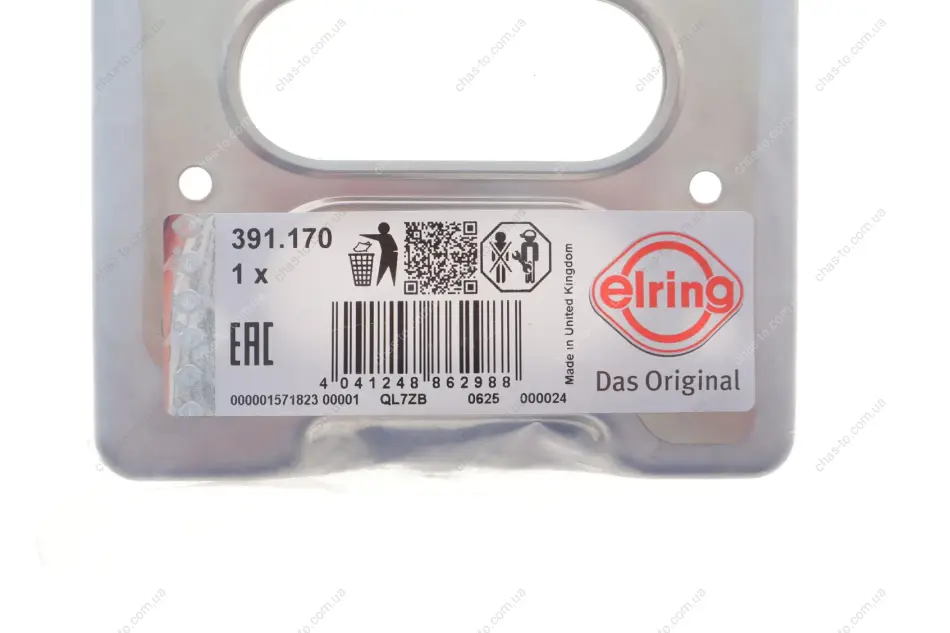 391.170
1 x
EAC
4 041248 862988
000001571823 00001 QL7ZB 0625 000024
Made in United Kingdom
elring
Das Original
chas-to.com.ua